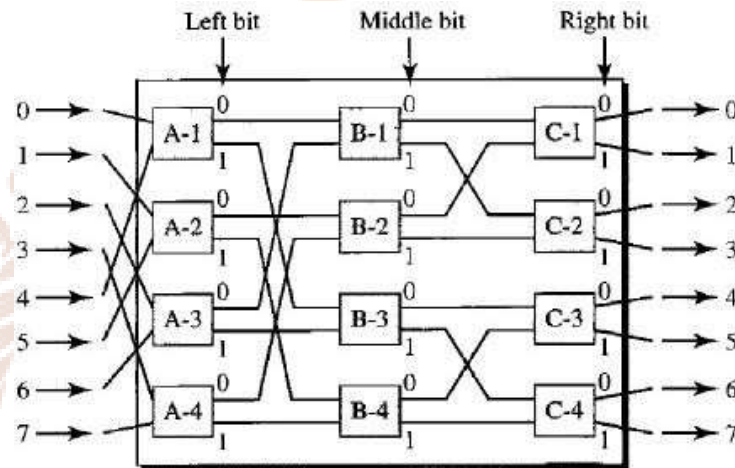 Left bit Middle bit Right bit
0 0 0
0 A-1 B-1 C-1 0
1 1 1 1 1
0 0 0
2 A-2 B-2 C-2 2
3 1 1 1 3
4 0 0 0 4
5 A-3 B-3 C-3 5
1 1 1
6 0 0 0 6
A-4 B-4 C-4
7 1 1 1 7